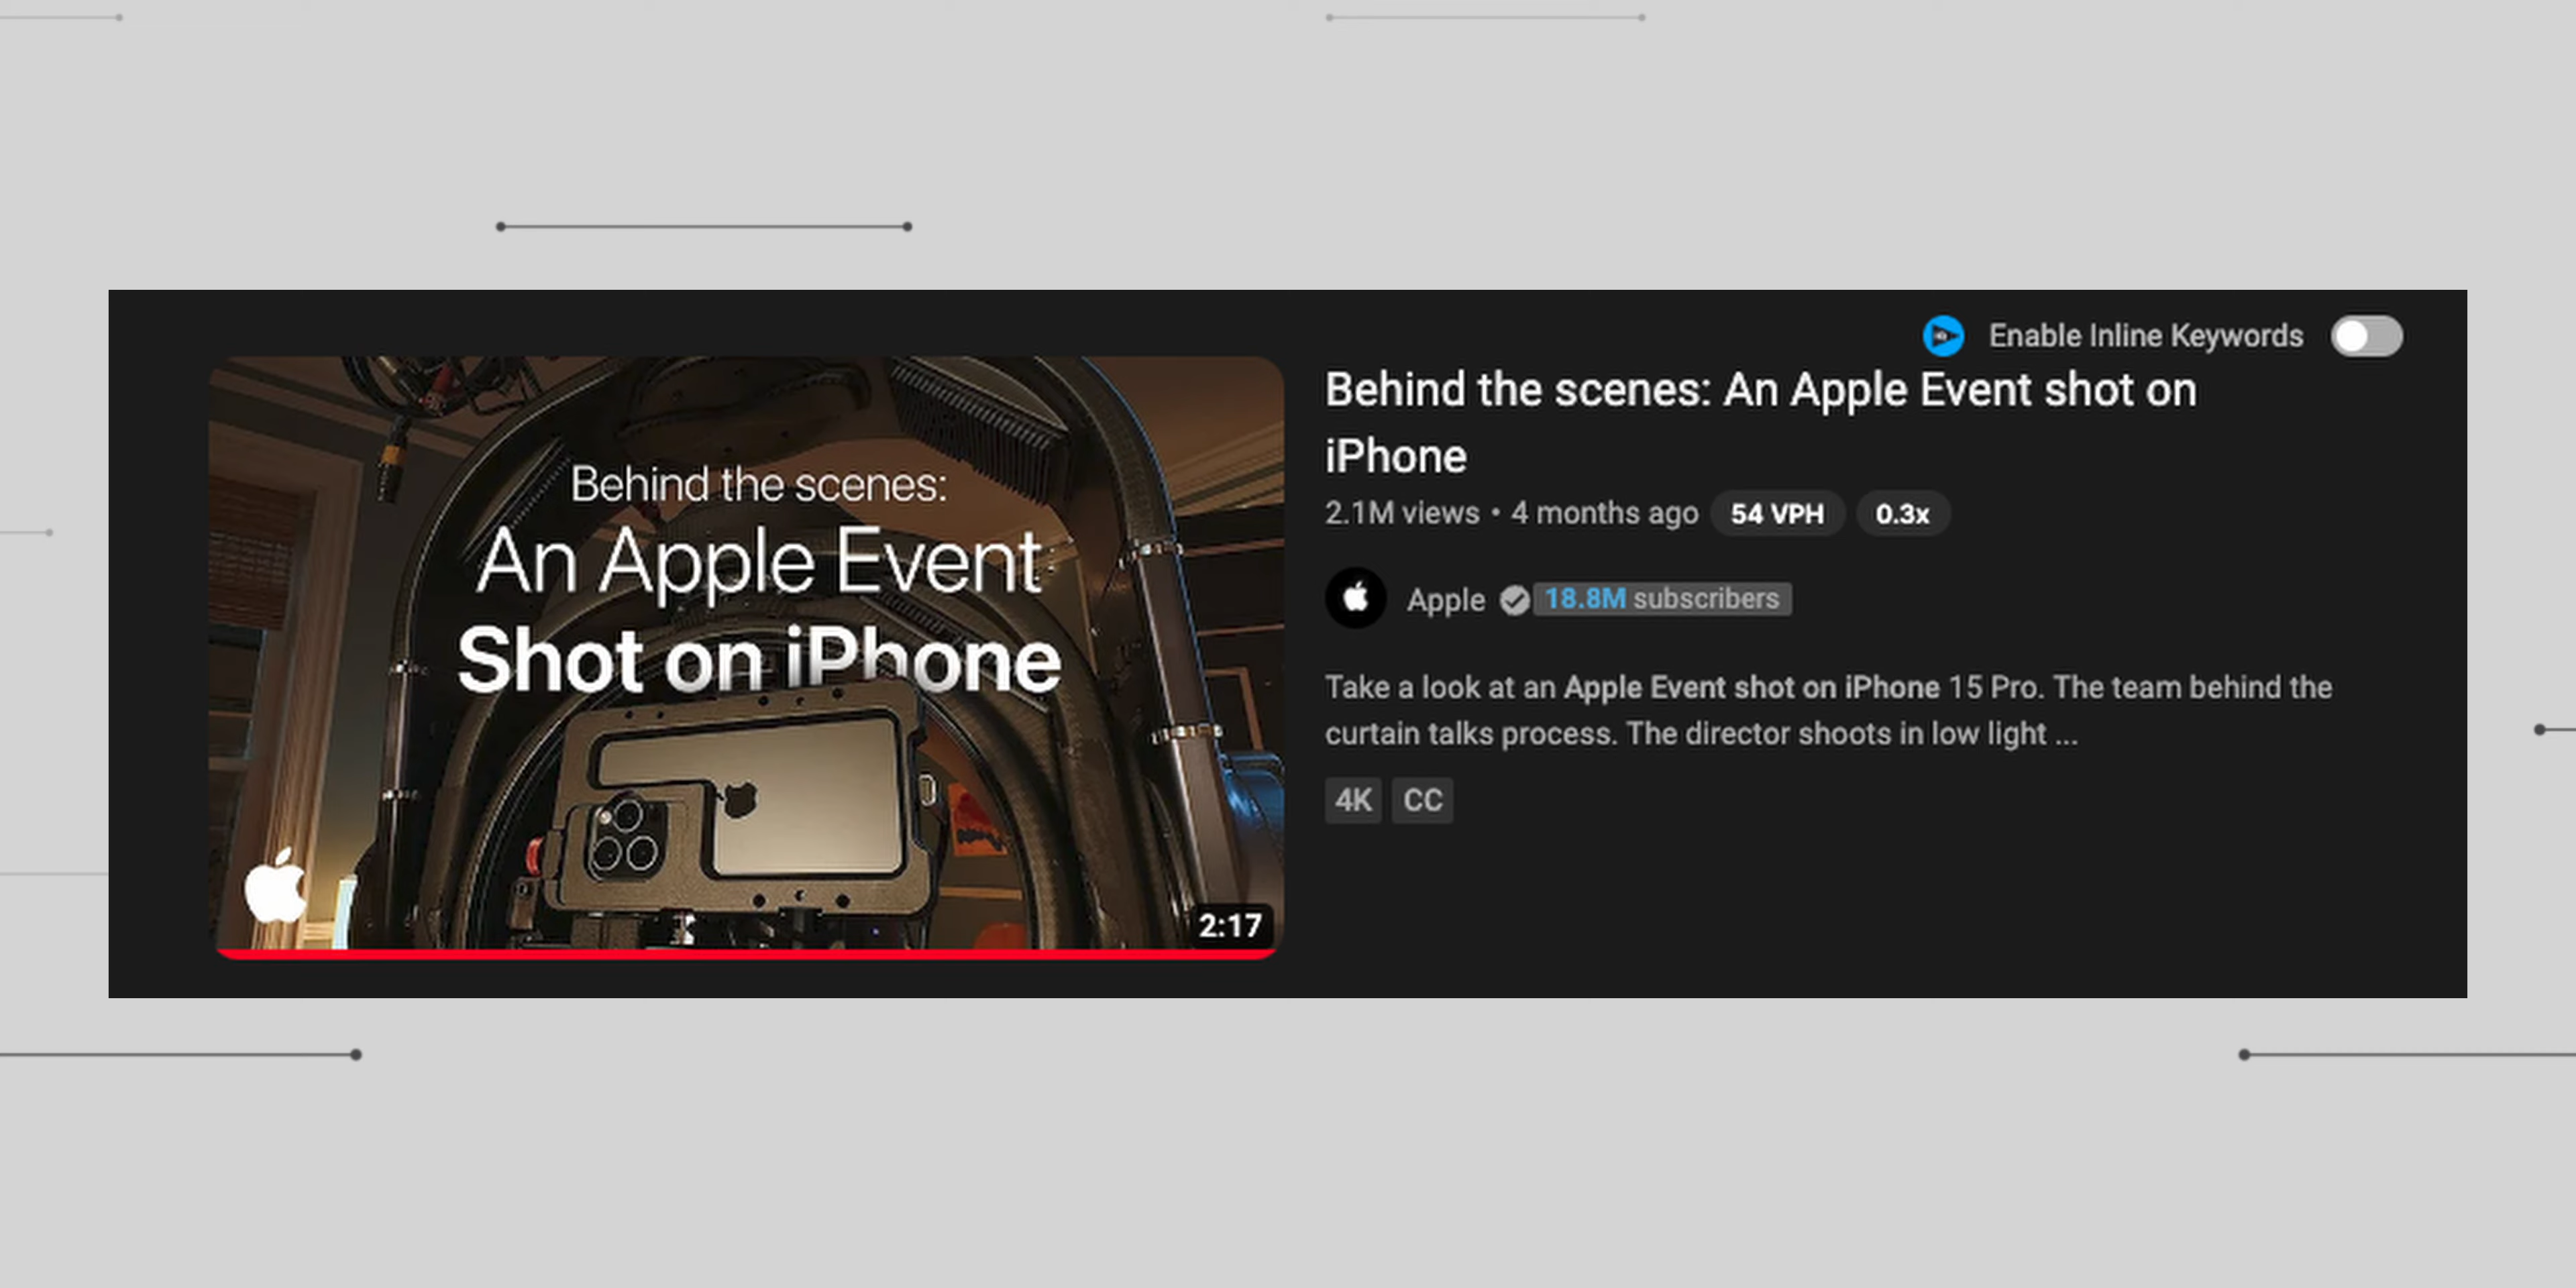 Behind the scenes:
An Apple Event
Shot on iPhone
2:17
Enable Inline Keywords
Behind the scenes: An Apple Event shot on
iPhone
2.1M views • 4 months ago 54 VPH 0.3x
Apple 18.8M subscribers
Take a look at an Apple Event shot on iPhone 15 Pro. The team behind the
curtain talks process. The director shoots in low light ...
4K CC